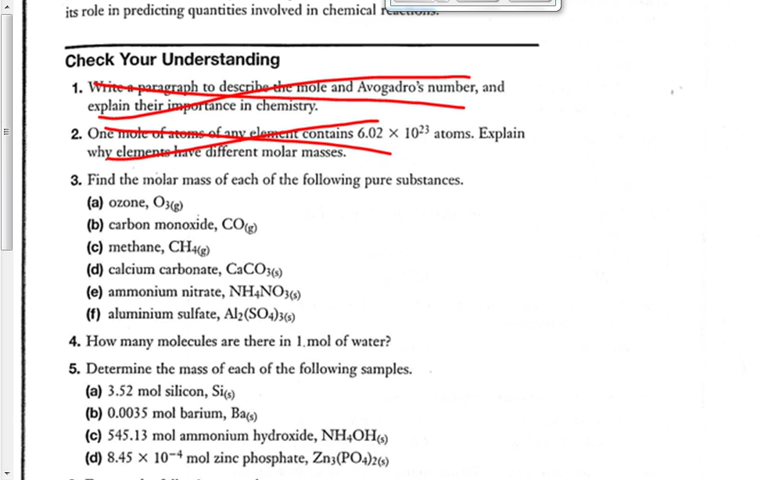 its role in predicting quantities involved in chemical
Check Your Understanding
1. Write a paragraph to describe the mole and Avogadro's number, and
explain their importance in chemistry.
2. One mole of atoms of any element contains 6.02 × 10²³ atoms. Explain
why elements have different molar masses.
3. Find the molar mass of each of the following pure substances.
(a) ozone, O₃(g)
(b) carbon monoxide, CO(g)
(c) methane, CH₄(g)
(d) calcium carbonate, CaCO₃(s)
(e) ammonium nitrate, NH₄NO₃(s)
(f) aluminium sulfate, Al₂(SO₄)₃(s)
4. How many molecules are there in 1 mol of water?
5. Determine the mass of each of the following samples.
(a) 3.52 mol silicon, Si(s)
(b) 0.0035 mol barium, Ba(s)
(c) 545.13 mol ammonium hydroxide, NH₄OH(s)
(d) 8.45 × 10⁻⁴ mol zinc phosphate, Zn₃(PO₄)₂(s)